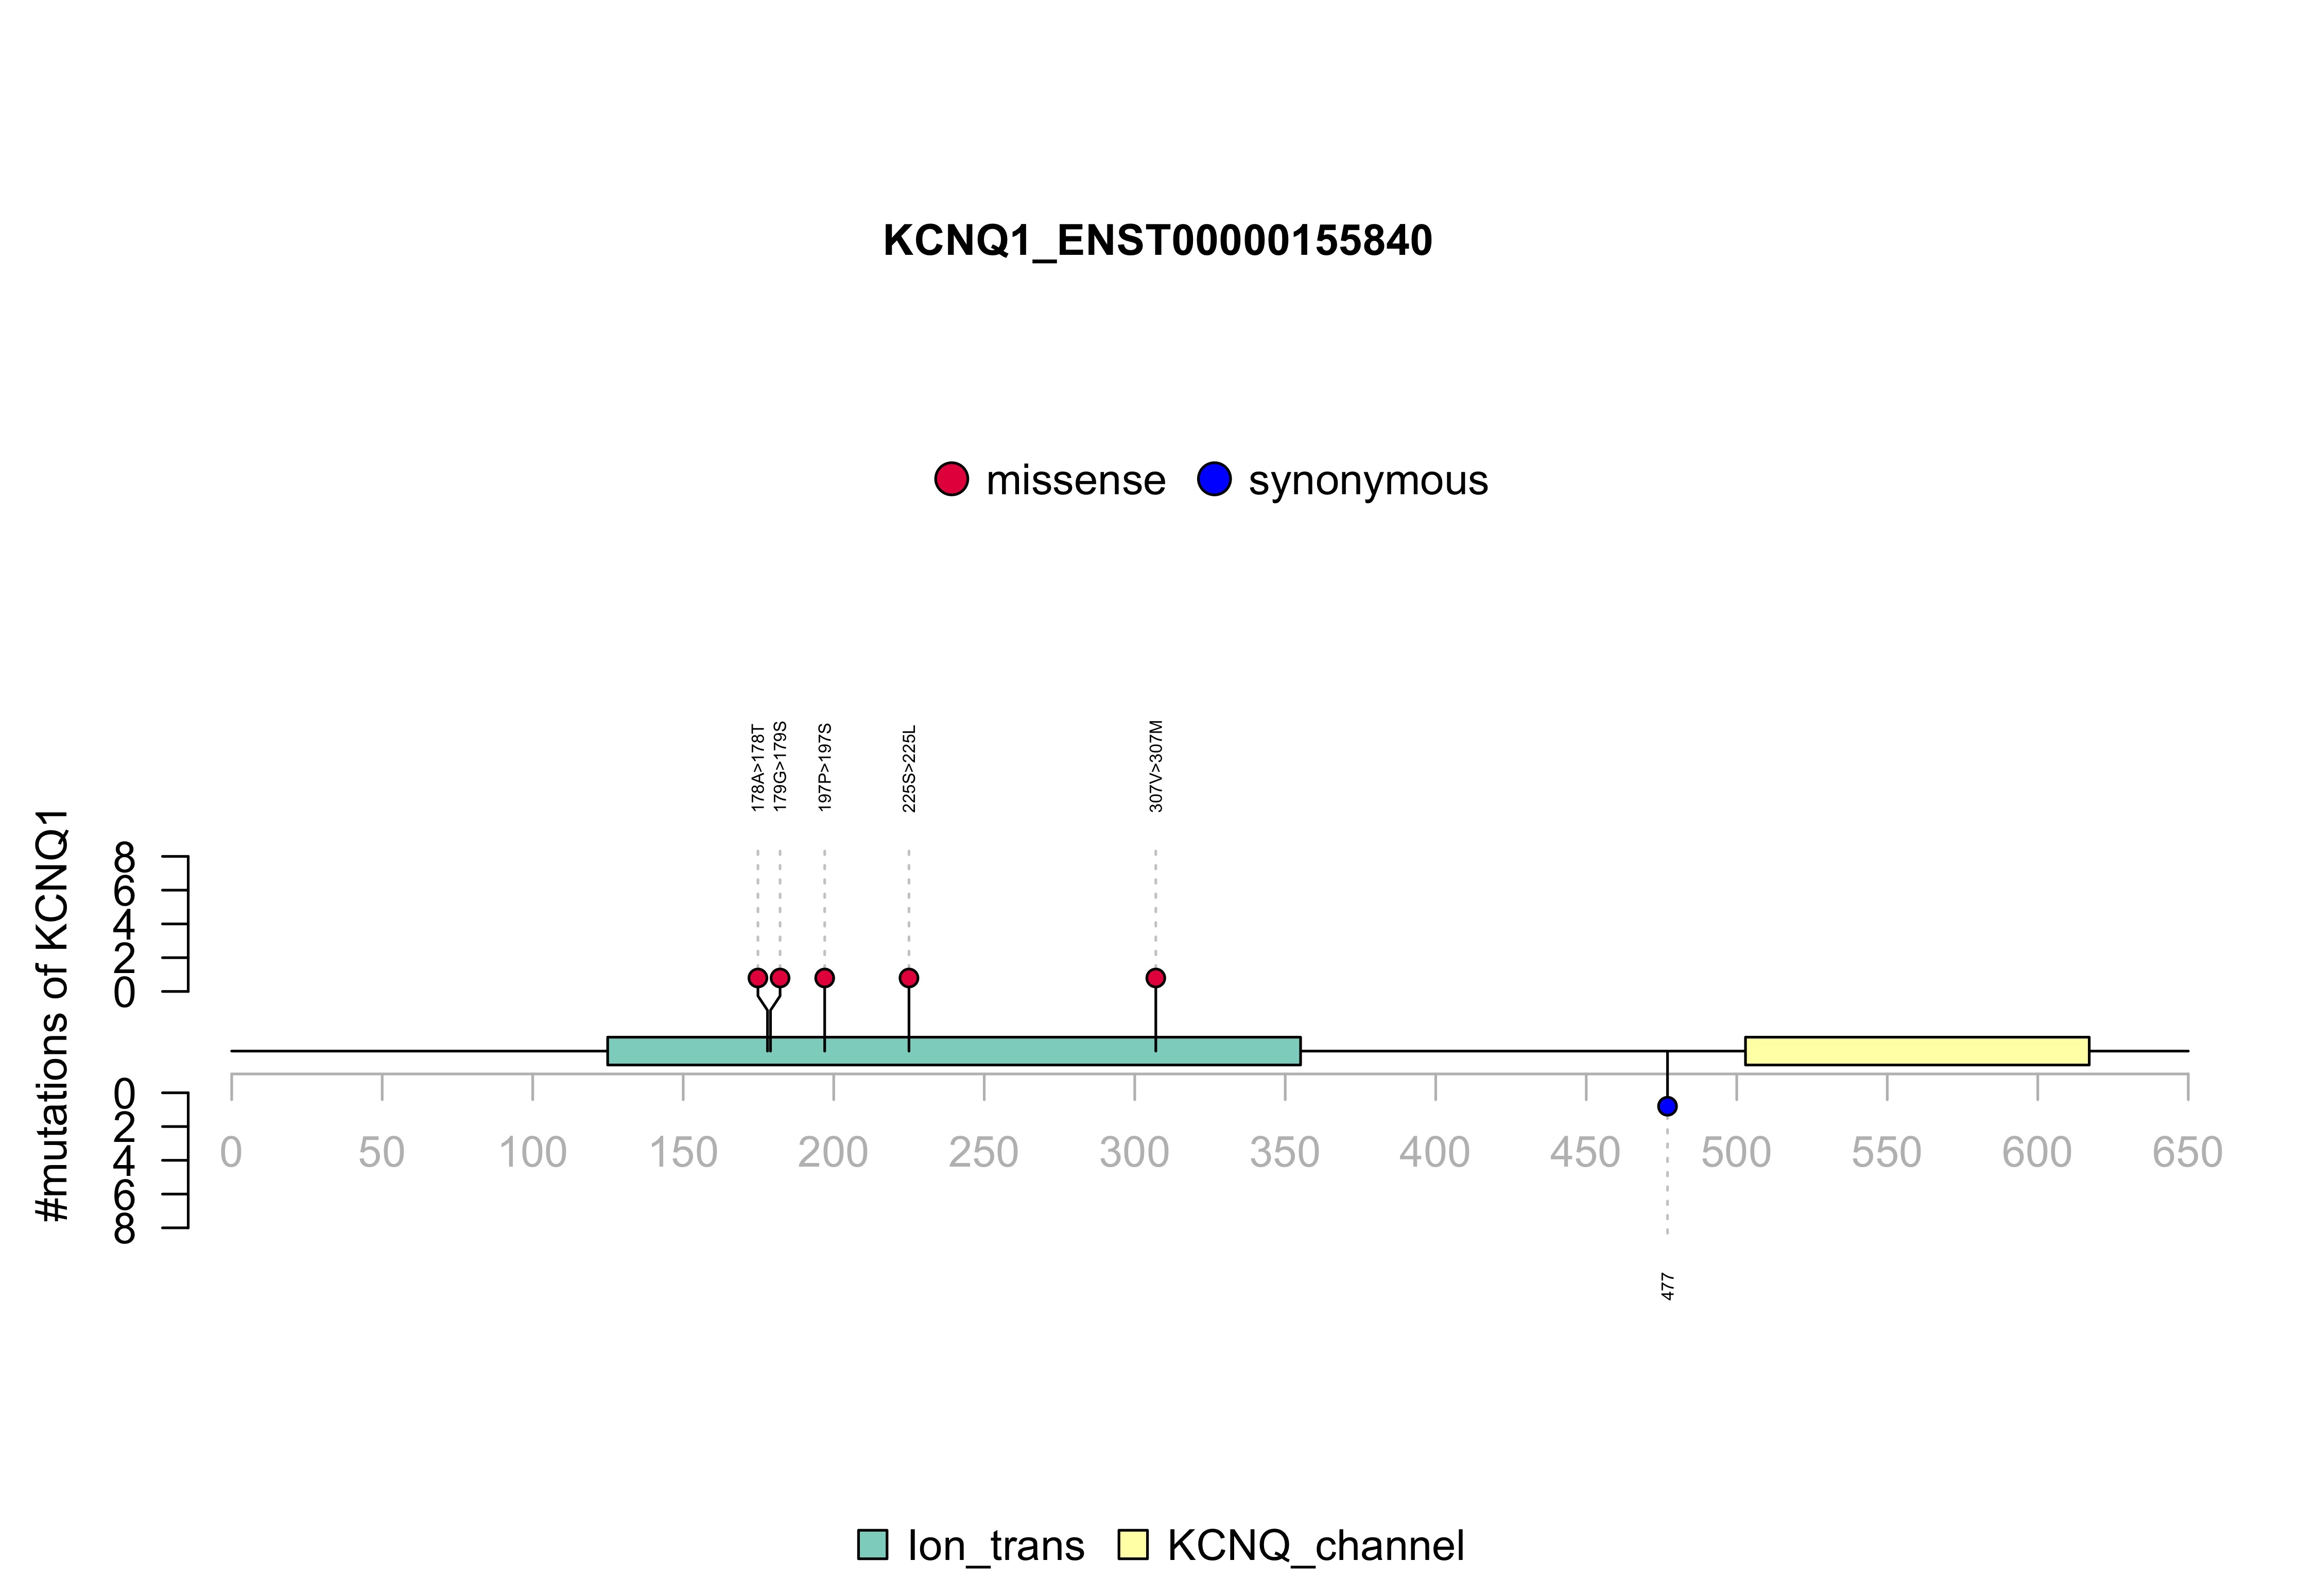 KCNQ1_ENST00000155840
missense synonymous
178A>178T
179G>179S
197P>197S
225S>225L
307V>307M
#mutations of KCNQ1
8
6
4
2
0
0
2
4
6
8
0 50 100 150 200 250 300 350 400 450 500 550 600 650
477
Ion_trans KCNQ_channel